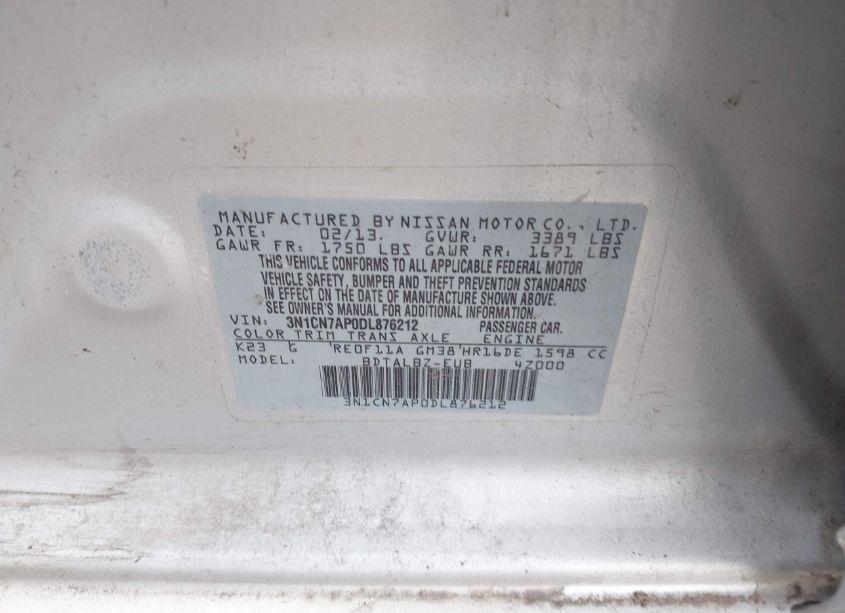 MANUFACTURED BY NISSAN MOTOR CO., LTD.
DATE: 02/13. GVWR: 3389 LBS
GAWR FR: 1750 LBS GAWR RR: 1671 LBS
THIS VEHICLE CONFORMS TO ALL APPLICABLE FEDERAL MOTOR
VEHICLE SAFETY, BUMPER AND THEFT PREVENTION STANDARDS
IN EFFECT ON THE DATE OF MANUFACTURE SHOWN ABOVE.
SEE OWNER'S MANUAL FOR ADDITIONAL INFORMATION.
VIN: 3N1CN7AP0DL876212 PASSENGER CAR.
COLOR TRIM TRANS AXLE ENGINE
K23 G RE0F11A GM38 HR16DE 1598 CC
MODEL: BDTALBZ-EUB 4Z000
3N1CN7AP0DL876212